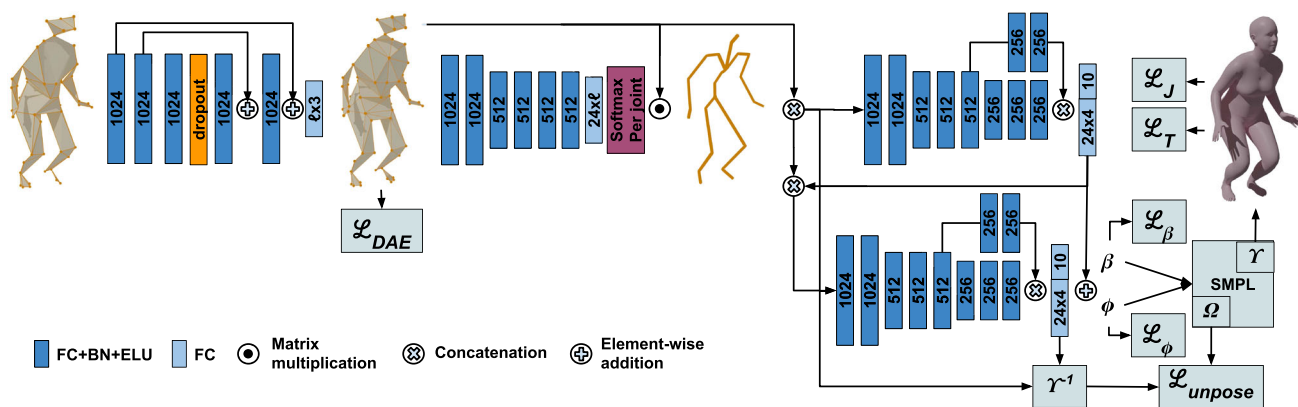 1024
1024
1024
dropout
1024
1024
ℓx3
ℒDAE
1024
1024
512
512
512
512
24xℓ
Softmax
Per joint
1024
1024
512
512
512
256
256
256
256
256
10
24x4
ℒJ
ℒT
1024
1024
512
512
512
256
256
256
256
256
10
24x4
ℒβ
β
ϕ
ℒϕ
ϒ
SMPL
Ω
ϒ-1
ℒunpose
FC+BN+ELU
FC
Matrix
multiplication
Concatenation
Element-wise
addition